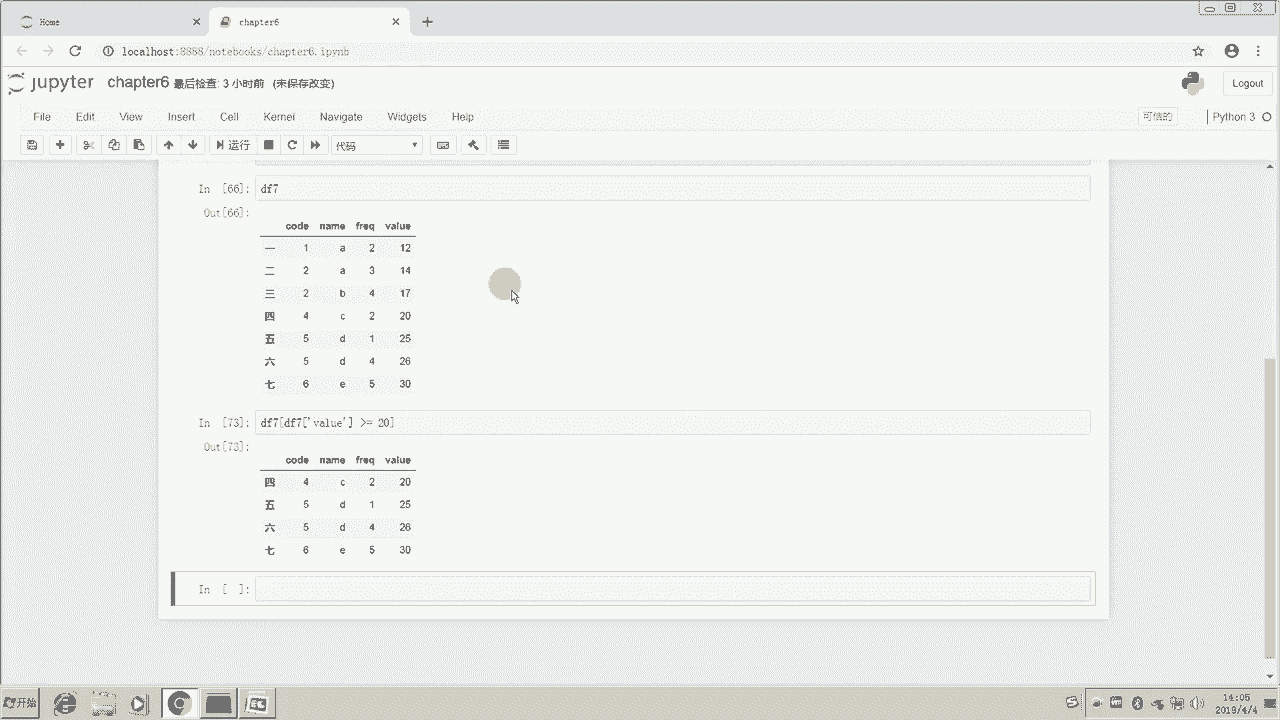 Home
chapter6
localhost:8888/notebooks/chapter6.ipynb
jupyter chapter6 最后检查: 3 小时前 (未保存改变)
Logout
File Edit View Insert Cell Kernel Navigate Widgets Help
可信的
Python 3
运行
代码
In [66]: df7
Out[66]:
code name freq value
一 1 a 2 12
二 2 a 3 14
三 2 b 4 17
四 4 c 2 20
五 5 d 1 25
六 5 d 4 26
七 6 e 5 30
In [73]: df7[df7['value'] >= 20]
Out[73]:
code name freq value
四 4 c 2 20
五 5 d 1 25
六 5 d 4 26
七 6 e 5 30
In [ ]:
开始
14:05
2019/4/4